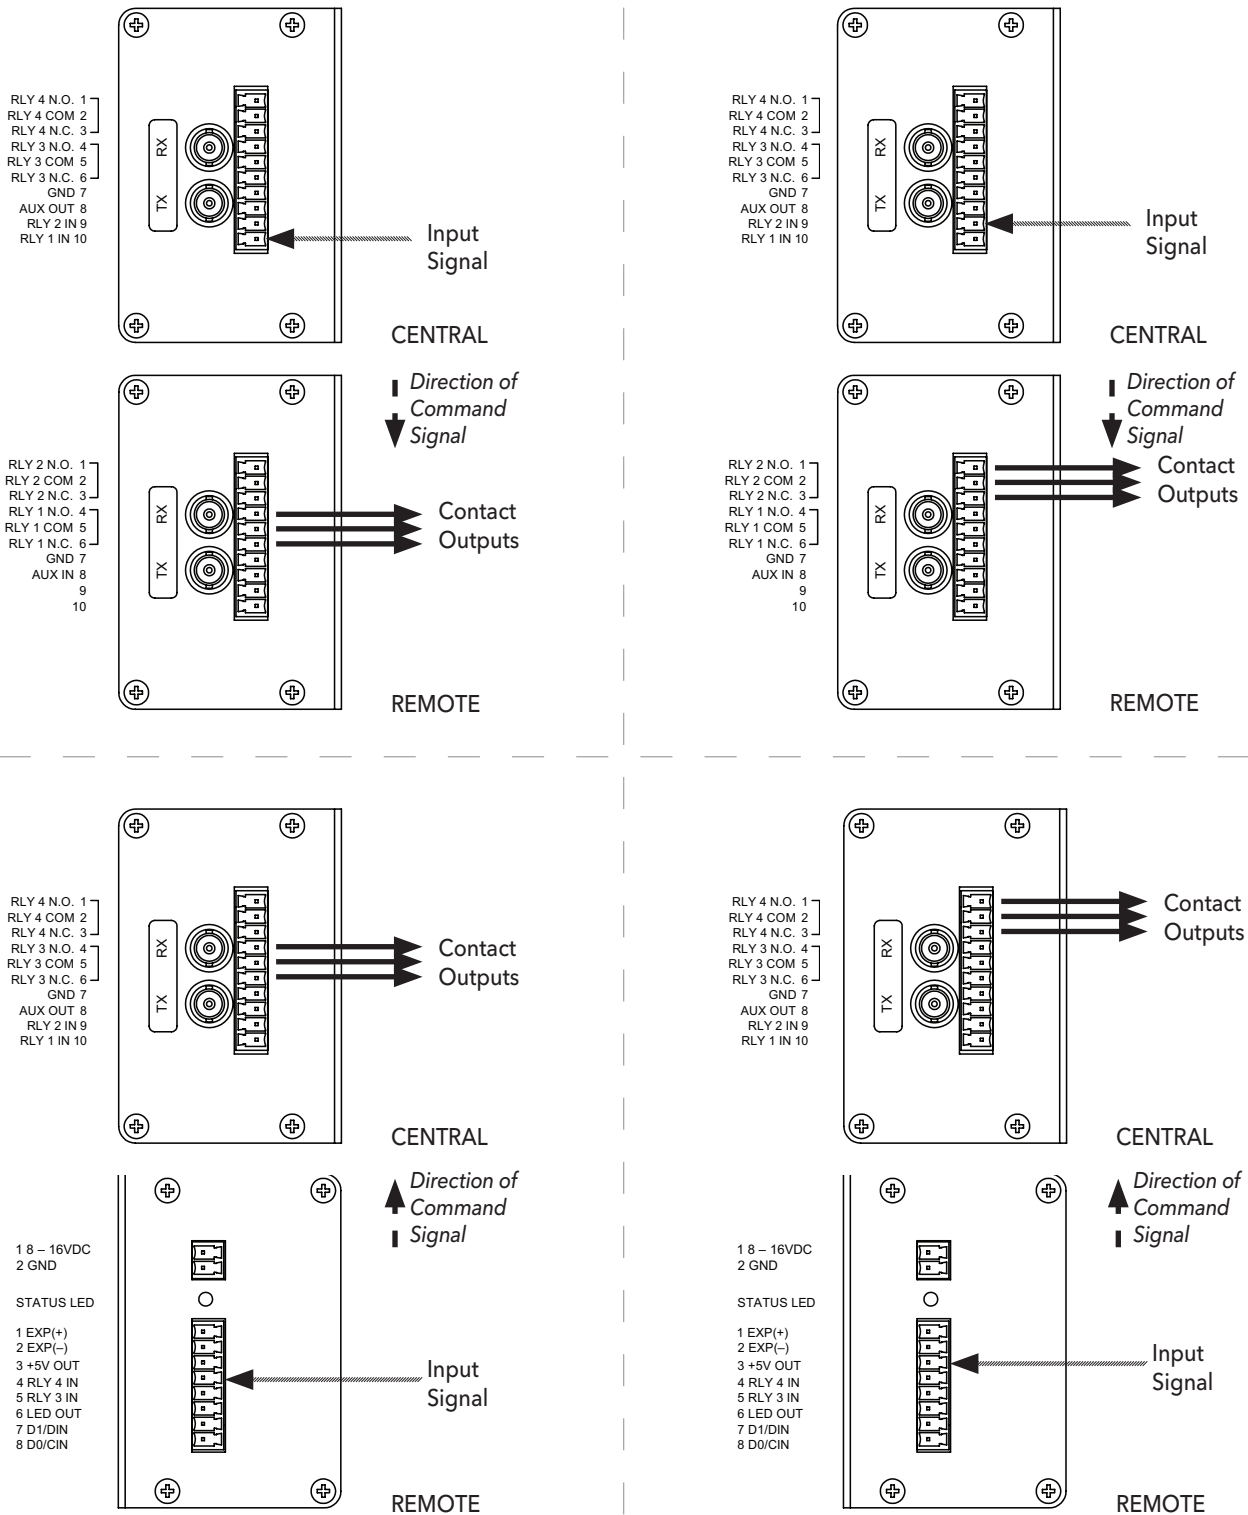 RLY 4 N.O. 1
RLY 4 COM 2
RLY 4 N.C. 3
RLY 3 N.O. 4
RLY 3 COM 5
RLY 3 N.C. 6
GND 7
AUX OUT 8
RLY 2 IN 9
RLY 1 IN 10
RX
TX
Input
Signal
CENTRAL
Direction of
Command
Signal
RLY 2 N.O. 1
RLY 2 COM 2
RLY 2 N.C. 3
RLY 1 N.O. 4
RLY 1 COM 5
RLY 1 N.C. 6
GND 7
AUX IN 8
9
10
RX
TX
Contact
Outputs
REMOTE
RLY 4 N.O. 1
RLY 4 COM 2
RLY 4 N.C. 3
RLY 3 N.O. 4
RLY 3 COM 5
RLY 3 N.C. 6
GND 7
AUX OUT 8
RLY 2 IN 9
RLY 1 IN 10
RX
TX
Input
Signal
CENTRAL
Direction of
Command
Signal
RLY 2 N.O. 1
RLY 2 COM 2
RLY 2 N.C. 3
RLY 1 N.O. 4
RLY 1 COM 5
RLY 1 N.C. 6
GND 7
AUX IN 8
9
10
RX
TX
Contact
Outputs
REMOTE
RLY 4 N.O. 1
RLY 4 COM 2
RLY 4 N.C. 3
RLY 3 N.O. 4
RLY 3 COM 5
RLY 3 N.C. 6
GND 7
AUX OUT 8
RLY 2 IN 9
RLY 1 IN 10
RX
TX
Contact
Outputs
CENTRAL
Direction of
Command
Signal
1 8 – 16VDC
2 GND
STATUS LED
1 EXP(+)
2 EXP(–)
3 +5V OUT
4 RLY 4 IN
5 RLY 3 IN
6 LED OUT
7 D1/DIN
8 D0/CIN
Input
Signal
REMOTE
RLY 4 N.O. 1
RLY 4 COM 2
RLY 4 N.C. 3
RLY 3 N.O. 4
RLY 3 COM 5
RLY 3 N.C. 6
GND 7
AUX OUT 8
RLY 2 IN 9
RLY 1 IN 10
RX
TX
Contact
Outputs
CENTRAL
Direction of
Command
Signal
1 8 – 16VDC
2 GND
STATUS LED
1 EXP(+)
2 EXP(–)
3 +5V OUT
4 RLY 4 IN
5 RLY 3 IN
6 LED OUT
7 D1/DIN
8 D0/CIN
Input
Signal
REMOTE